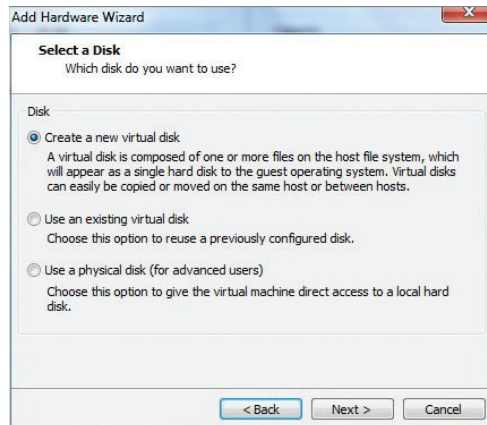 Add Hardware Wizard
Select a Disk
Which disk do you want to use?
Disk
Create a new virtual disk
A virtual disk is composed of one or more files on the host file system, which
will appear as a single hard disk to the guest operating system. Virtual disks
can easily be copied or moved on the same host or between hosts.
Use an existing virtual disk
Choose this option to reuse a previously configured disk.
Use a physical disk (for advanced users)
Choose this option to give the virtual machine direct access to a local hard
disk.
< Back Next > Cancel